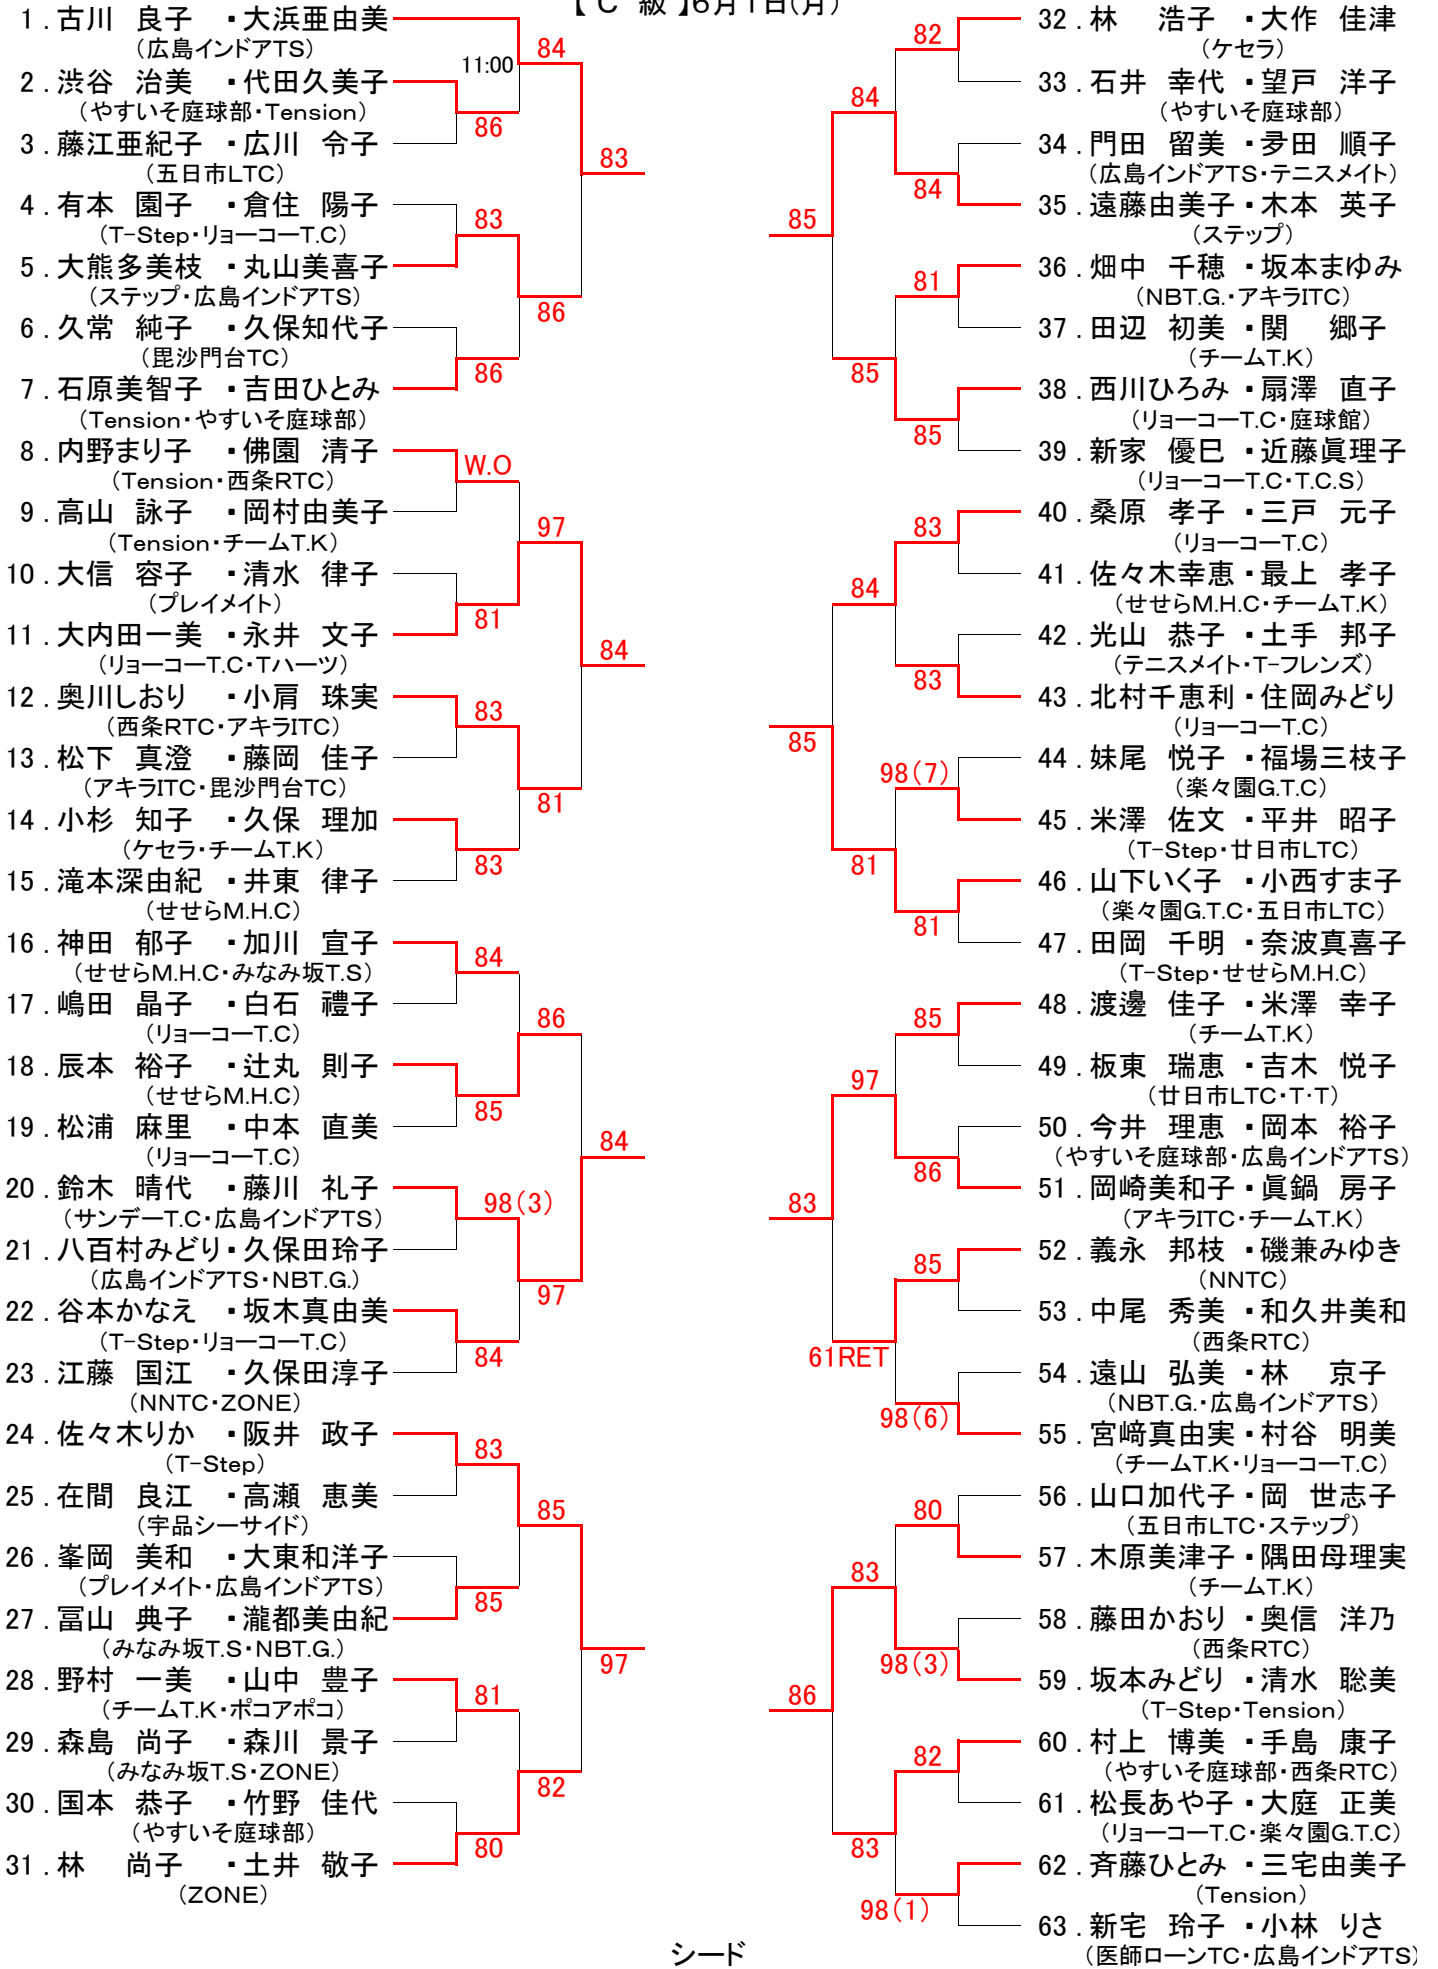 【 C 級 】6月1日(月)
1．古川 良子 ・大浜亜由美
（広島インドアTS）
84
11:00
2．渋谷 治美 ・代田久美子
（やすいそ庭球部・Tension）
86
3．藤江亜紀子 ・広川 令子
（五日市LTC）
83
4．有本 園子 ・倉住 陽子
（T-Step・リョーコーT.C）
83
5．大熊多美枝 ・丸山美喜子
（ステップ・広島インドアTS）
86
6．久常 純子 ・久保知代子
（毘沙門台TC）
86
7．石原美智子 ・吉田ひとみ
（Tension・やすいそ庭球部）
8．内野まり子 ・佛園 清子
（Tension・西条RTC）
W.O
9．高山 詠子 ・岡村由美子
（Tension・チームT.K）
97
10．大信 容子 ・清水 律子
（プレイメイト）
81
11．大内田一美 ・永井 文子
（リョーコーT.C・Tハーツ）
84
12．奥川しおり ・小肩 珠実
（西条RTC・アキラITC）
83
13．松下 真澄 ・藤岡 佳子
（アキラITC・毘沙門台TC）
81
14．小杉 知子 ・久保 理加
（ケセラ・チームT.K）
83
15．滝本深由紀 ・井東 律子
（せせらM.H.C）
16．神田 郁子 ・加川 宣子
（せせらM.H.C・みなみ坂T.S）
84
17．嶋田 晶子 ・白石 禮子
（リョーコーT.C）
86
18．辰本 裕子 ・辻丸 則子
（せせらM.H.C）
85
19．松浦 麻里 ・中本 直美
（リョーコーT.C）
84
20．鈴木 晴代 ・藤川 礼子
（サンデーT.C・広島インドアTS）
98(3)
21．八百村みどり・久保田玲子
（広島インドアTS・NBT.G.）
97
22．谷本かなえ ・坂木真由美
（T-Step・リョーコーT.C）
84
23．江藤 国江 ・久保田淳子
（NNTC・ZONE）
24．佐々木りか ・阪井 政子
（T-Step）
83
25．在間 良江 ・高瀬 恵美
（宇品シーサイド）
85
26．峯岡 美和 ・大東和洋子
（プレイメイト・広島インドアTS）
85
27．冨山 典子 ・瀧都美由紀
（みなみ坂T.S・NBT.G.）
97
28．野村 一美 ・山中 豊子
（チームT.K・ポコアポコ）
81
29．森島 尚子 ・森川 景子
（みなみ坂T.S・ZONE）
82
30．国本 恭子 ・竹野 佳代
（やすいそ庭球部）
80
31．林 尚子 ・土井 敬子
（ZONE）
32．林 浩子 ・大作 佳津
（ケセラ）
82
33．石井 幸代 ・望戸 洋子
（やすいそ庭球部）
84
34．門田 留美 ・夛田 順子
（広島インドアTS・テニスメイト）
84
35．遠藤由美子・木本 英子
（ステップ）
85
36．畑中 千穂 ・坂本まゆみ
（NBT.G.・アキラITC）
81
37．田辺 初美 ・関 郷子
（チームT.K）
85
38．西川ひろみ ・扇澤 直子
（リョーコーT.C・庭球館）
85
39．新家 優巳 ・近藤眞理子
（リョーコーT.C・T.C.S）
40．桑原 孝子 ・三戸 元子
（リョーコーT.C）
83
41．佐々木幸恵・最上 孝子
（せせらM.H.C・チームT.K）
84
42．光山 恭子 ・土手 邦子
（テニスメイト・T-フレンズ）
83
43．北村千恵利・住岡みどり
（リョーコーT.C）
85
44．妹尾 悦子 ・福場三枝子
（楽々園G.T.C）
98(7)
45．米澤 佐文 ・平井 昭子
（T-Step・廿日市LTC）
81
46．山下いく子 ・小西すま子
（楽々園G.T.C・五日市LTC）
81
47．田岡 千明 ・奈波真喜子
（T-Step・せせらM.H.C）
48．渡邊 佳子 ・米澤 幸子
（チームT.K）
85
49．板東 瑞恵 ・吉木 悦子
（廿日市LTC・T・T）
97
50．今井 理恵 ・岡本 裕子
（やすいそ庭球部・広島インドアTS）
86
51．岡崎美和子・眞鍋 房子
（アキラITC・チームT.K）
83
52．義永 邦枝 ・磯兼みゆき
（NNTC）
85
53．中尾 秀美 ・和久井美和
（西条RTC）
61RET
54．遠山 弘美 ・林 京子
（NBT.G.・広島インドアTS）
98(6)
55．宮﨑真由実・村谷 明美
（チームT.K・リョーコーT.C）
56．山口加代子・岡 世志子
（五日市LTC・ステップ）
80
57．木原美津子・隅田母理実
（チームT.K）
83
58．藤田かおり ・奥信 洋乃
（西条RTC）
98(3)
59．坂本みどり ・清水 聡美
（T-Step・Tension）
86
60．村上 博美 ・手島 康子
（やすいそ庭球部・西条RTC）
82
61．松長あや子・大庭 正美
（リョーコーT.C・楽々園G.T.C）
83
62．斉藤ひとみ ・三宅由美子
（Tension）
98(1)
63．新宅 玲子 ・小林 りさ
（医師ローンTC・広島インドアTS）
シード